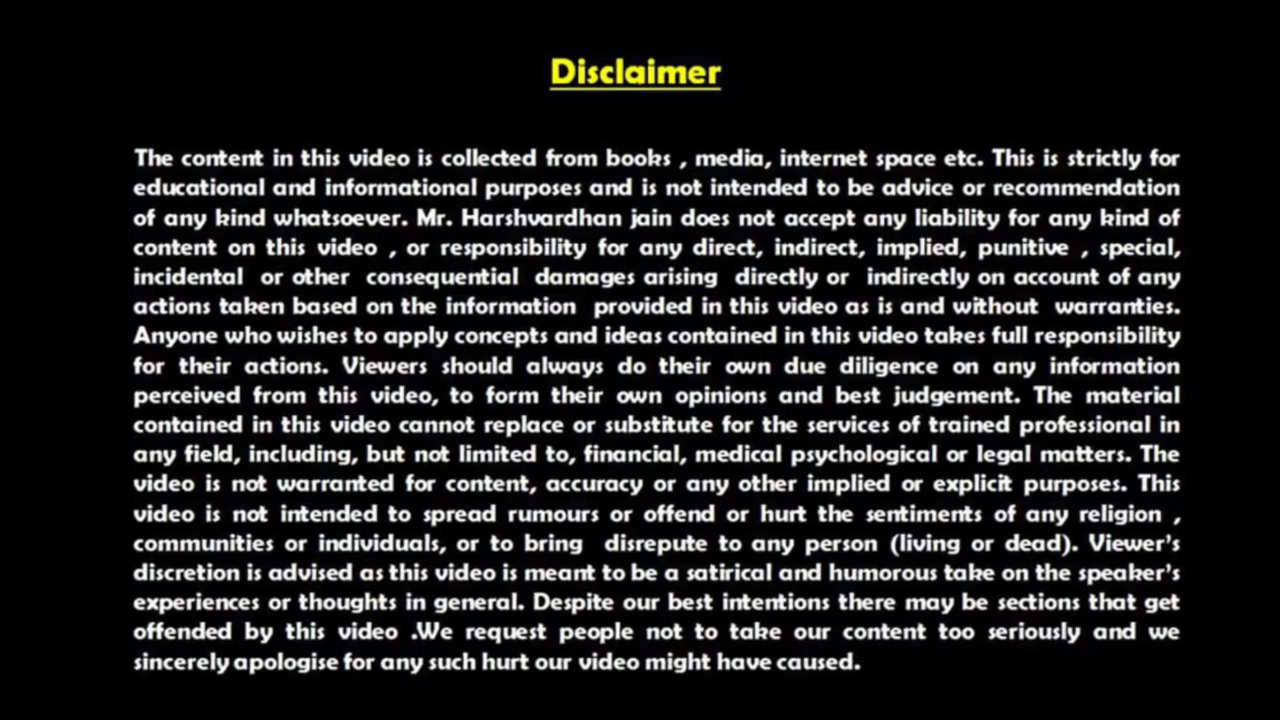 Disclaimer
The content in this video is collected from books , media, internet space etc. This is strictly for
educational and informational purposes and is not intended to be advice or recommendation
of any kind whatsoever. Mr. Harshvardhan jain does not accept any liability for any kind of
content on this video , or responsibility for any direct, indirect, implied, punitive , special,
incidental or other consequential damages arising directly or indirectly on account of any
actions taken based on the information provided in this video as is and without warranties.
Anyone who wishes to apply concepts and ideas contained in this video takes full responsibility
for their actions. Viewers should always do their own due diligence on any information
perceived from this video, to form their own opinions and best judgement. The material
contained in this video cannot replace or substitute for the services of trained professional in
any field, including, but not limited to, financial, medical psychological or legal matters. The
video is not warranted for content, accuracy or any other implied or explicit purposes. This
video is not intended to spread rumours or offend or hurt the sentiments of any religion ,
communities or individuals, or to bring disrepute to any person (living or dead). Viewer's
discretion is advised as this video is meant to be a satirical and humorous take on the speaker's
experiences or thoughts in general. Despite our best intentions there may be sections that get
offended by this video .We request people not to take our content too seriously and we
sincerely apologise for any such hurt our video might have caused.